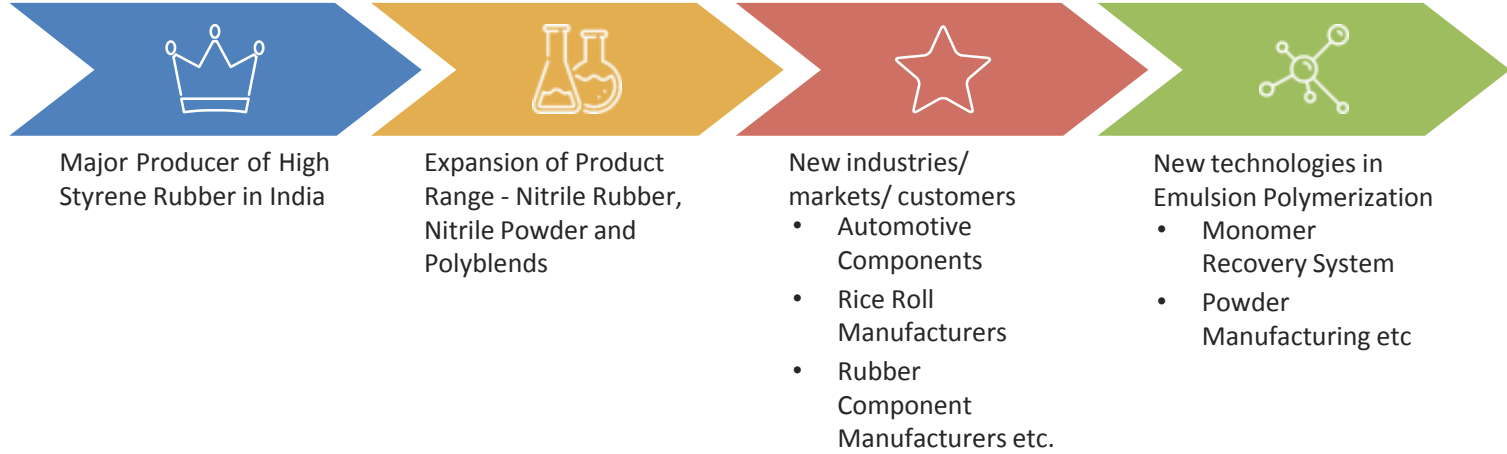 Major Producer of High
Styrene Rubber in India
Expansion of Product
Range - Nitrile Rubber,
Nitrile Powder and
Polyblends
New industries/
markets/ customers
• Automotive
Components
• Rice Roll
Manufacturers
• Rubber
Component
Manufacturers etc.
New technologies in
Emulsion Polymerization
• Monomer
Recovery System
• Powder
Manufacturing etc